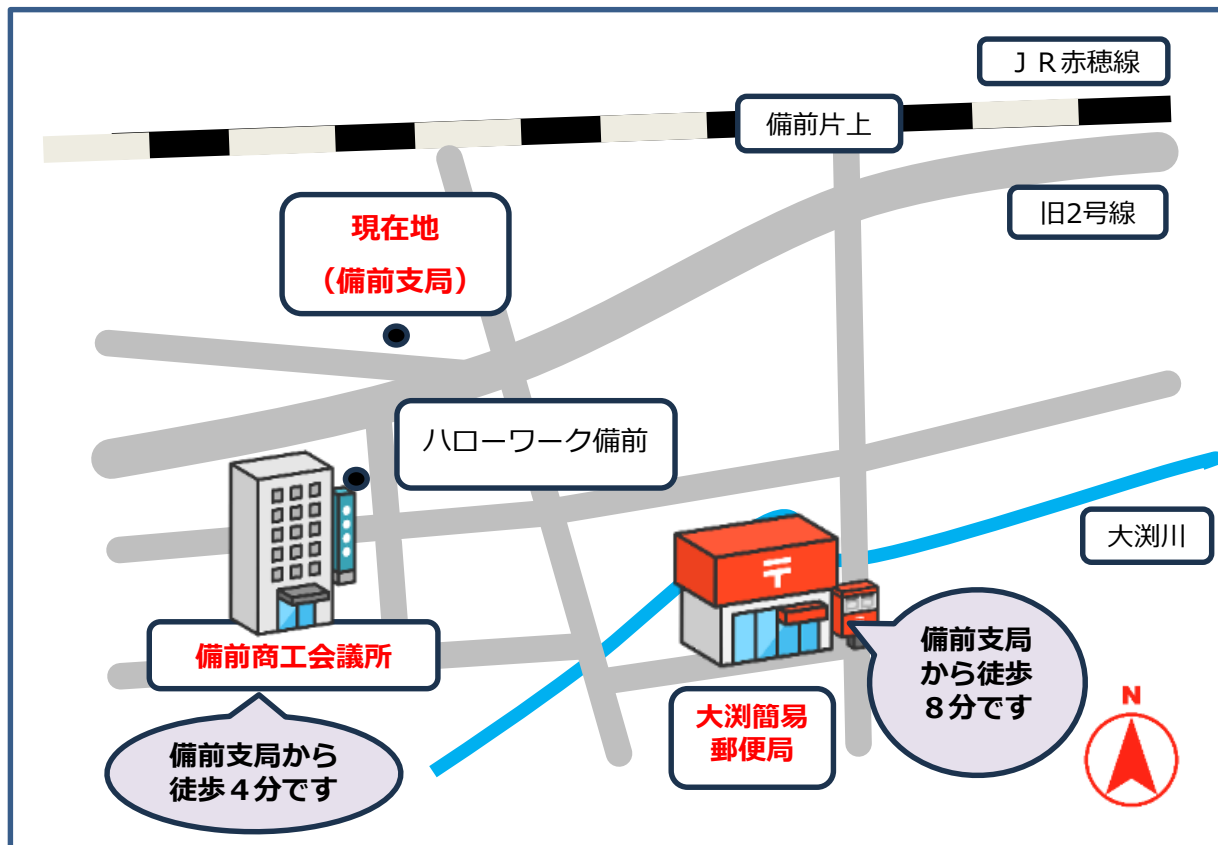 ＪＲ赤穂線
備前片上
旧2号線
現在地
（備前支局）
ハローワーク備前
大渕川
備前商工会議所
備前支局から
徒歩４分です
大渕簡易
郵便局
備前支局
から徒歩
８分です
N